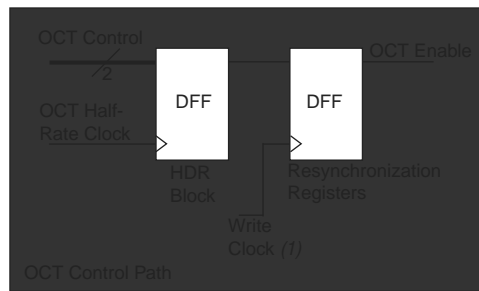 OCT Control
OCT Enable
2
DFF
DFF
OCT Half-
Rate Clock
HDR
Block
Resynchronization
Registers
Write
Clock (1)
OCT Control Path